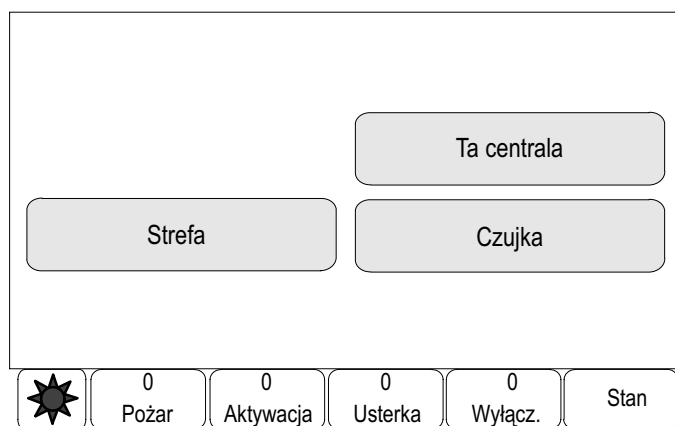 Ta centrala
Strefa
Czujka
0
Pożar
0
Aktywacja
0
Usterka
0
Wyłącz.
Stan